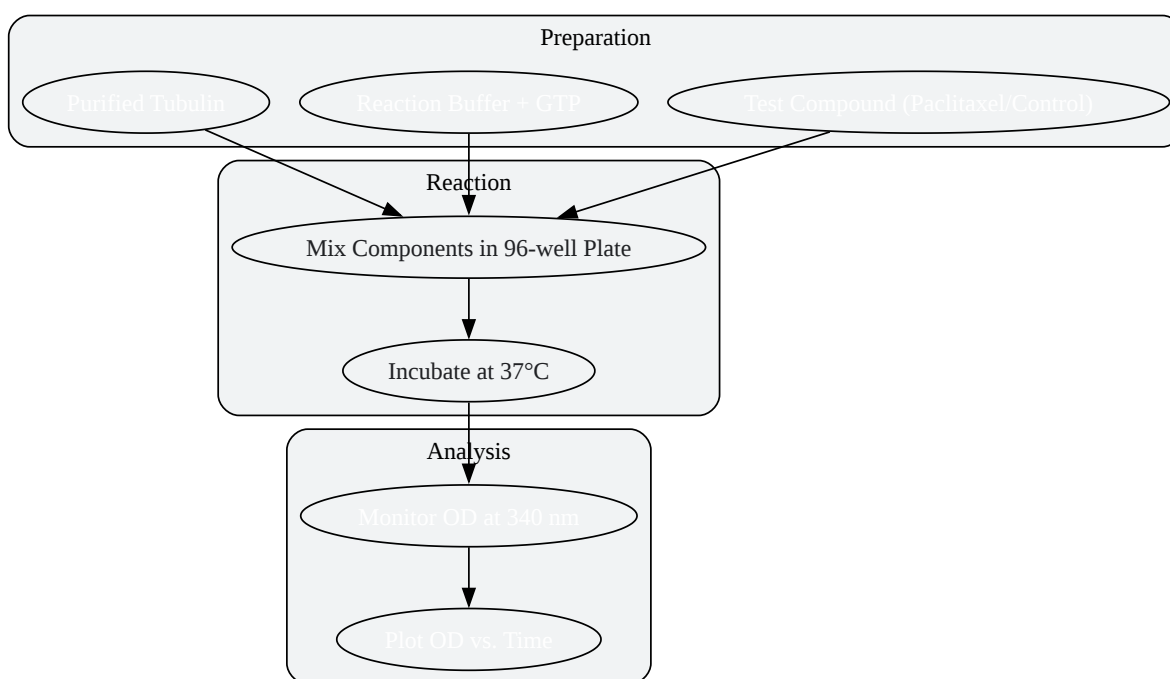 Preparation
Purified Tubulin
Reaction Buffer + GTP
Test Compound (Paclitaxel/Control)
Reaction
Mix Components in 96-well Plate
Incubate at 37°C
Analysis
Monitor OD at 340 nm
Plot OD vs. Time